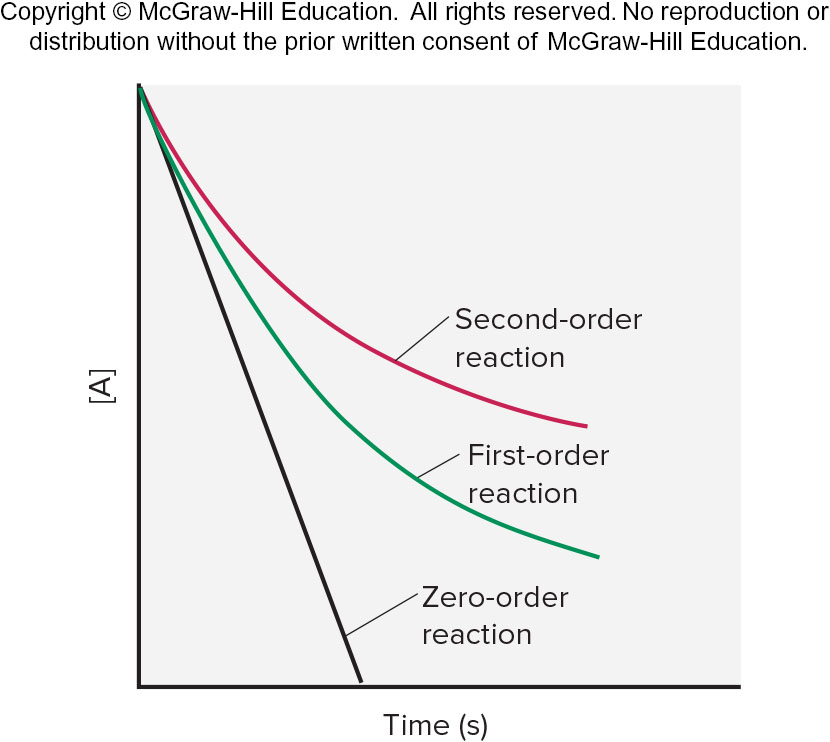 Copyright © McGraw-Hill Education.  All rights reserved. No reproduction or
distribution without the prior written consent of McGraw-Hill Education.
Second-order
reaction
[A]
First-order
reaction
Zero-order
reaction
Time (s)